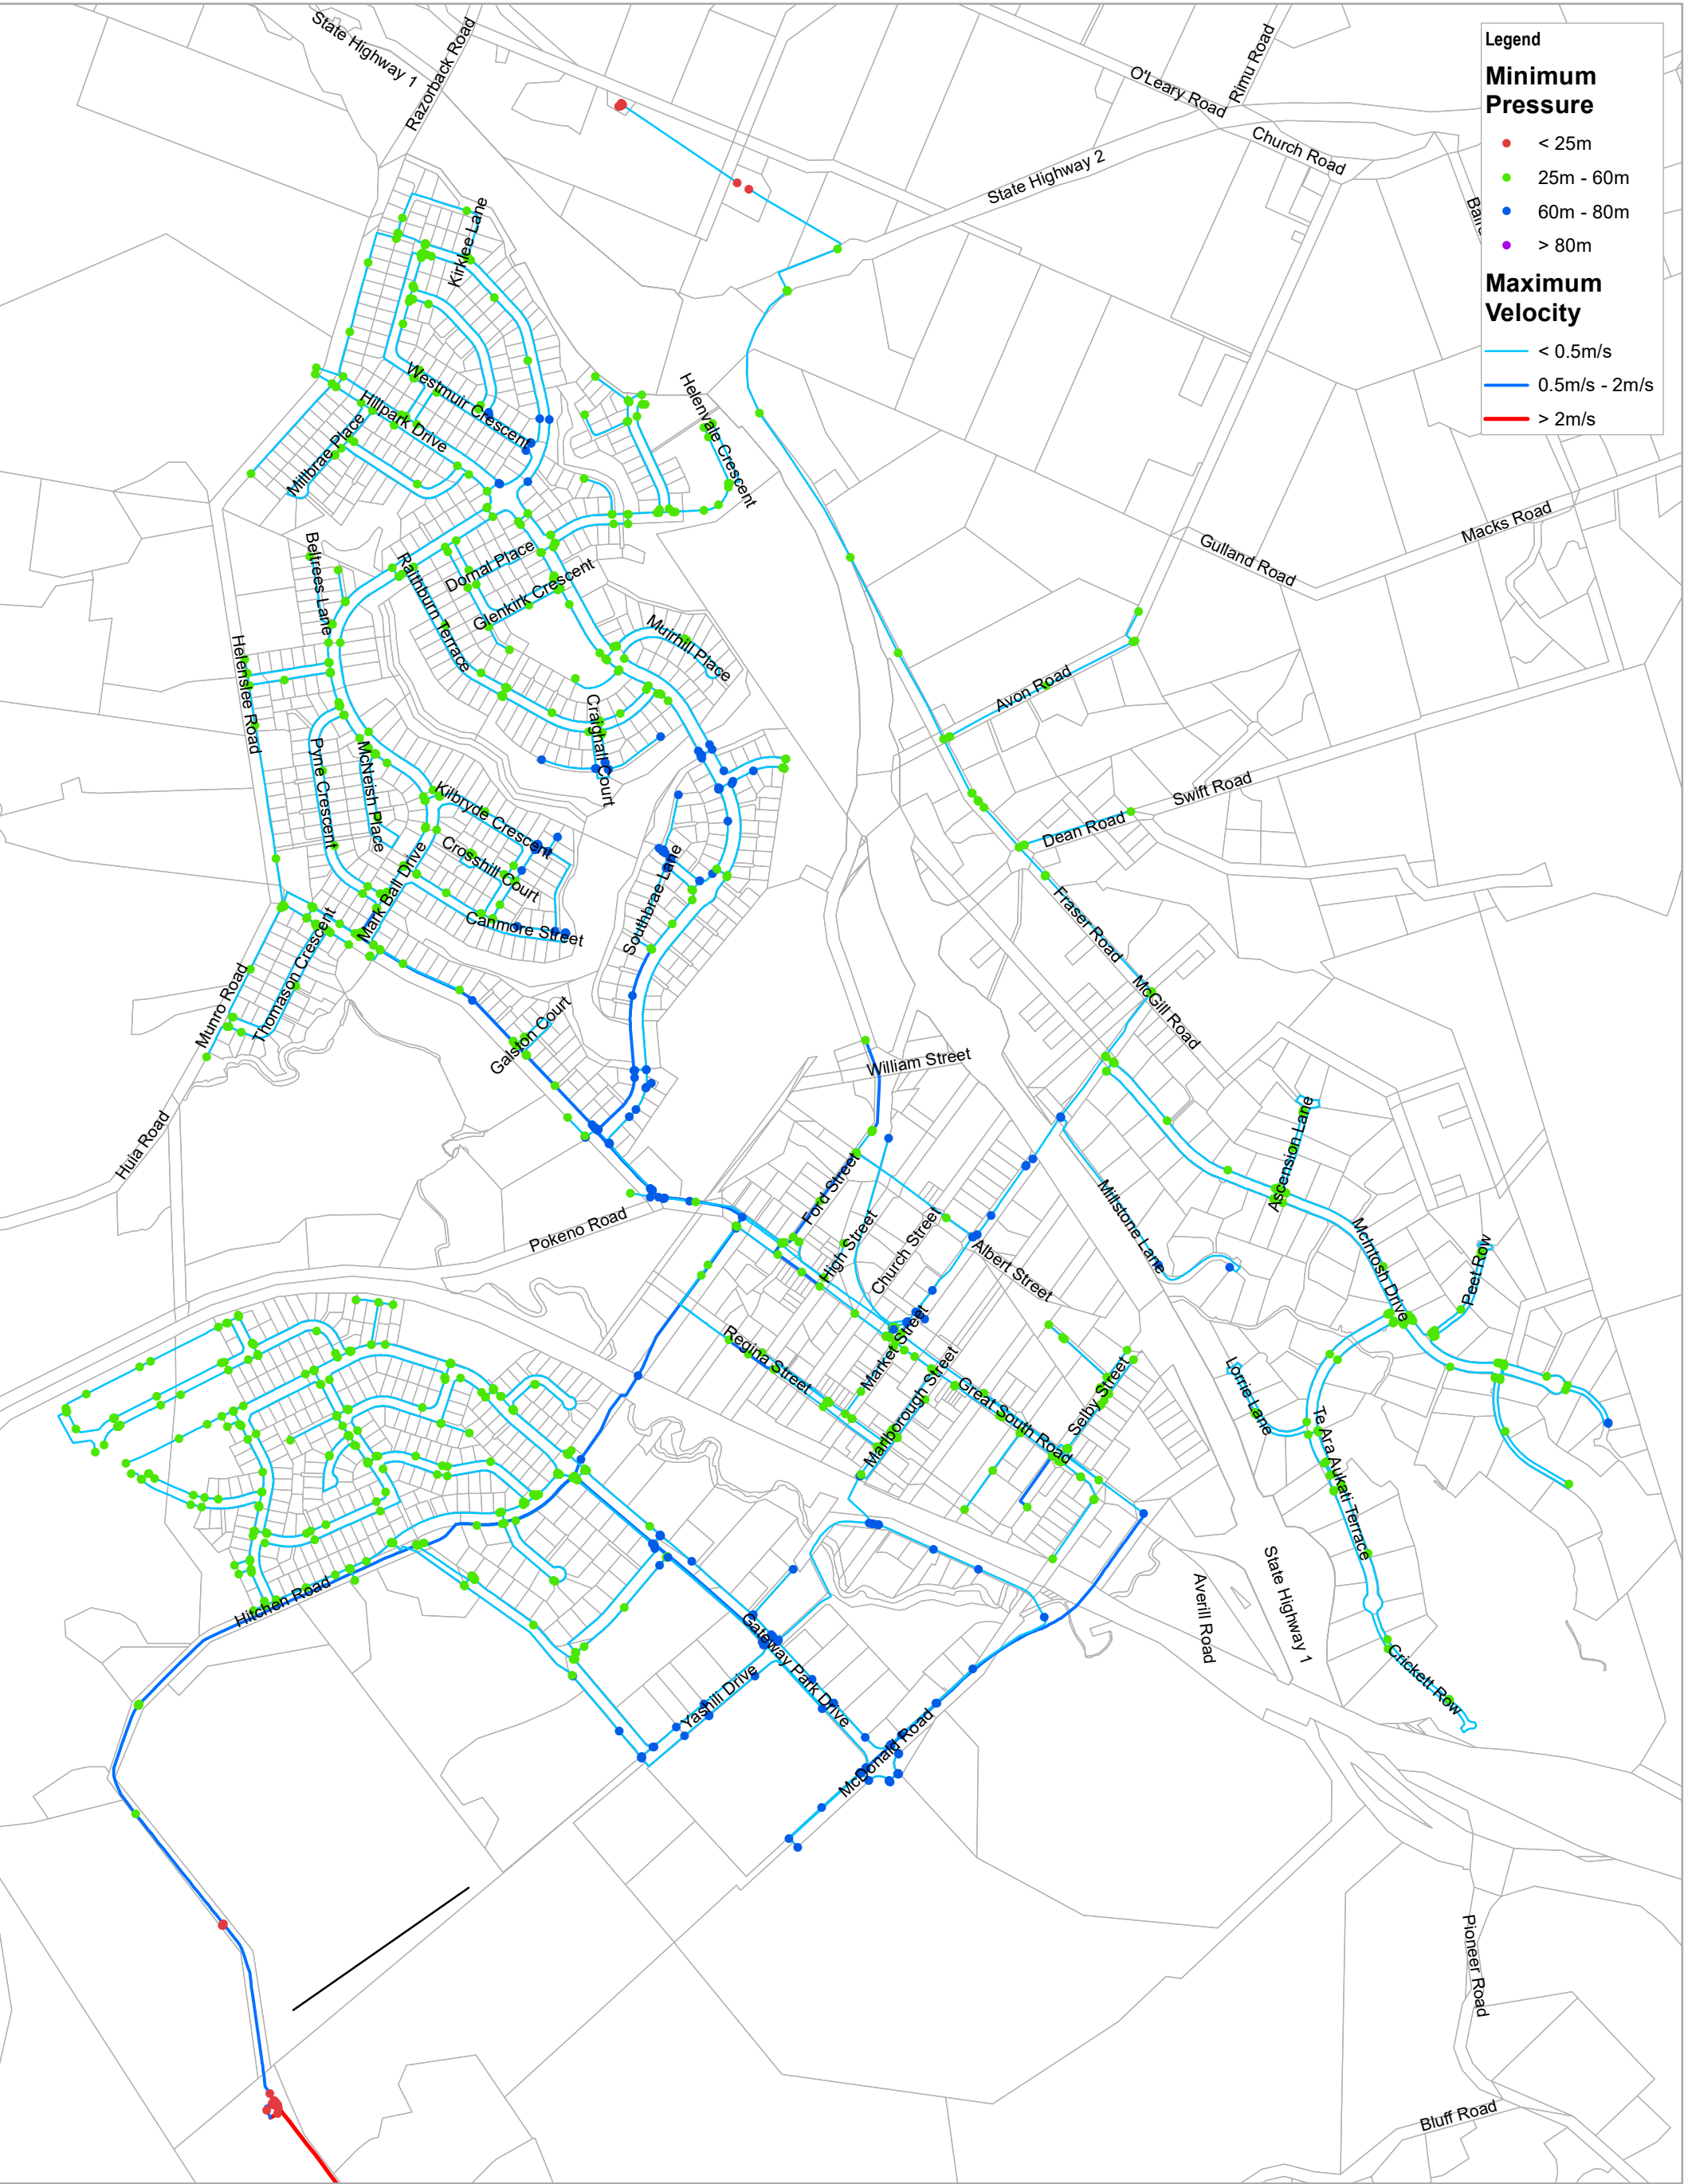 State Highway 1
Razorback Road
O'Leary Road
Rimu Road
Church Road
State Highway 2
Legend
Minimum
Pressure
< 25m
25m - 60m
60m - 80m
> 80m
Maximum
Velocity
< 0.5m/s
0.5m/s - 2m/s
> 2m/s
Kirklee Lane
Westmuir Crescent
Hillpark Drive
Millbrae Place
Helenvale Crescent
Macks Road
Gulland Road
Beltrees Lane
Raithburn Terrace
Dornal Place
Glenkirk Crescent
Muirhill Place
Helenslee Road
Avon Road
Craighall Court
Pyne Crescent
McNeish Place
Kilbryde Crescent
Swift Road
Dean Road
Crosshill Court
Mark Ball Drive
Canmore Street
Southbrae Lane
Fraser Road
Thomason Crescent
Munro Road
McGill Road
Galston Court
William Street
Huia Road
Ascension Lane
Ford Street
Millstone Lane
Pokeno Road
High Street
Church Street
Albert Street
McIntosh Drive
Peet Row
Regina Street
Market Street
Marlborough Street
Great South Road
Selby Street
Lorrie Lane
Te Ara Aukati Terrace
Hitchen Road
Averill Road
State Highway 1
Gateway Park Drive
Yashili Drive
Crickett Row
McDonald Road
Pioneer Road
Bluff Road